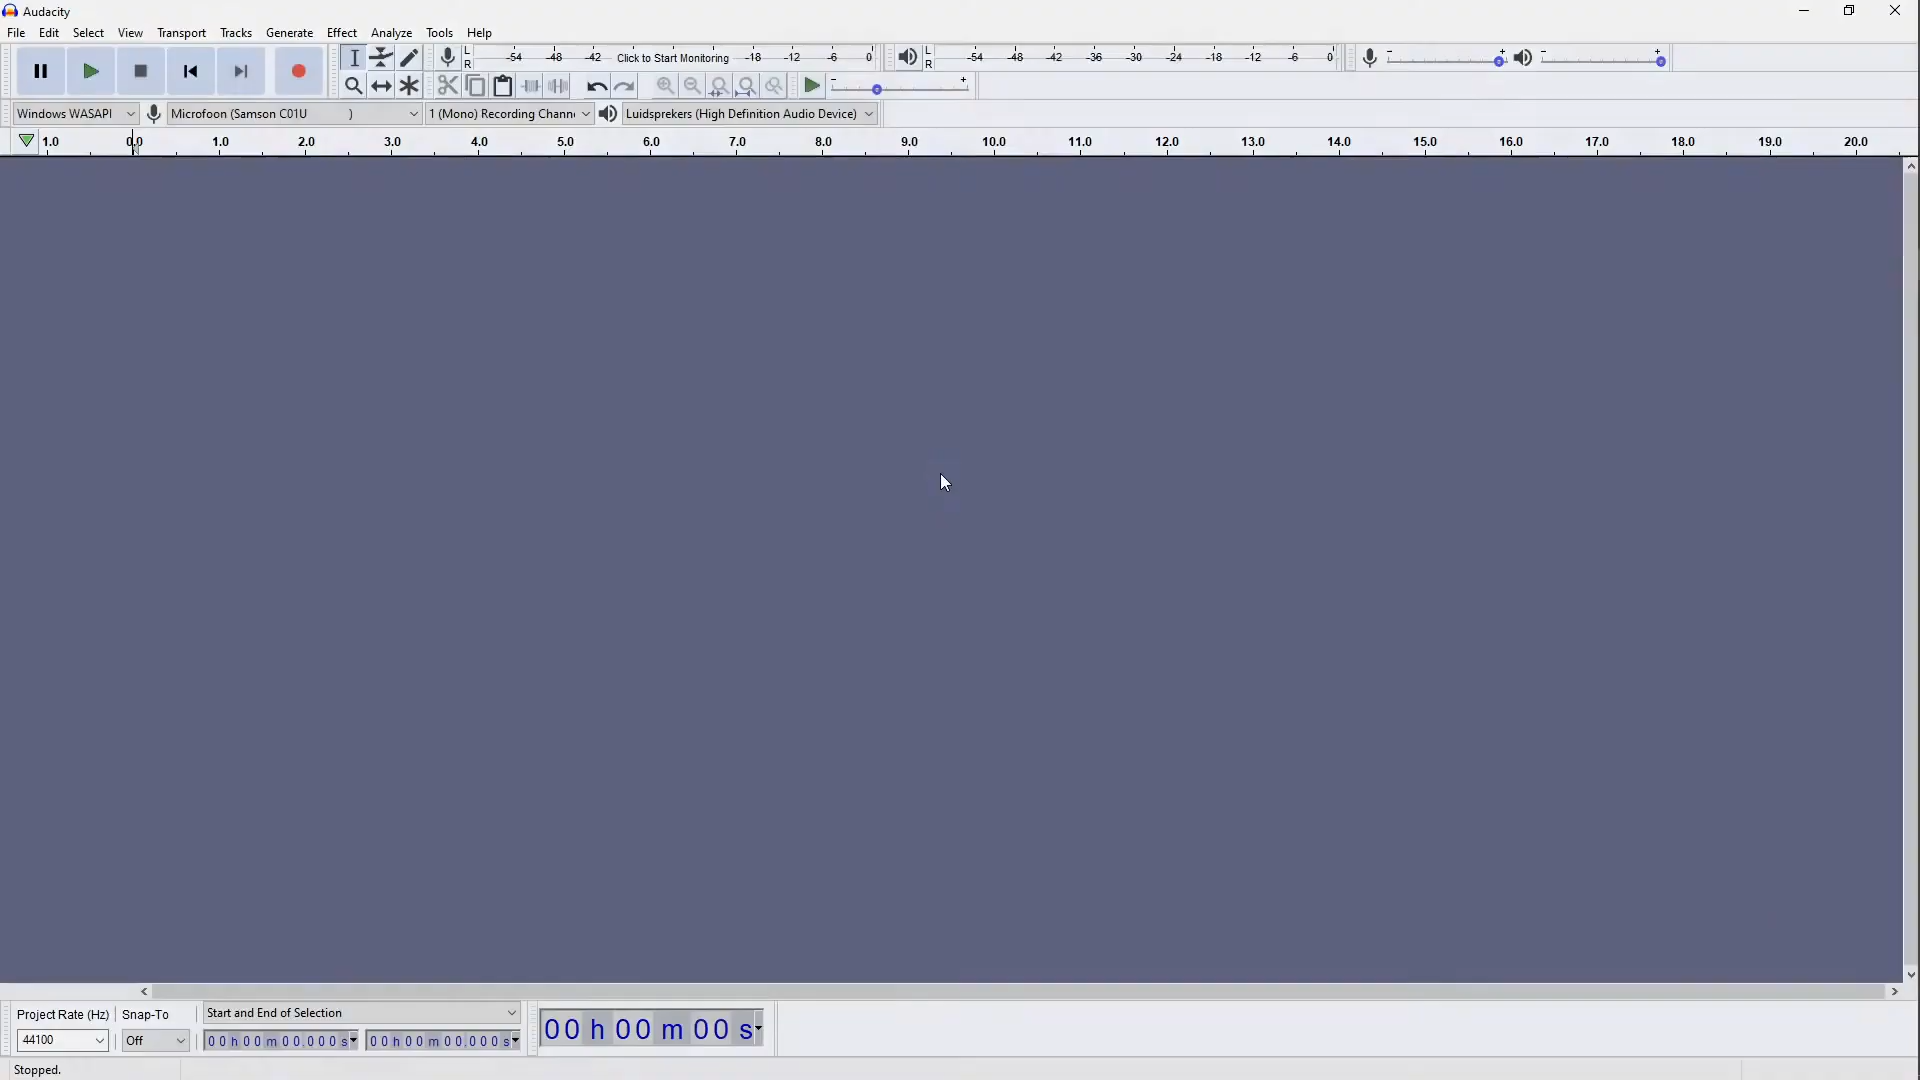 Audacity
File Edit Select View Transport Tracks Generate Effect Analyze Tools Help
L R -54 -48 -42 Click to Start Monitoring -18 -12 -6 0 L R -54 -48 -42 -36 -30 -24 -18 -12 -6 0 - + - +
- +
Windows WASAPI Microfoon (Samson C01U ) 1 (Mono) Recording Chann Luidsprekers (High Definition Audio Device)
1.0 0.0 1.0 2.0 3.0 4.0 5.0 6.0 7.0 8.0 9.0 10.0 11.0 12.0 13.0 14.0 15.0 16.0 17.0 18.0 19.0 20.0
Project Rate (Hz) Snap-To Start and End of Selection
44100 Off 00 h 00 m 00.000 s 00 h 00 m 00.000 s 00 h 00 m 00 s
Stopped.